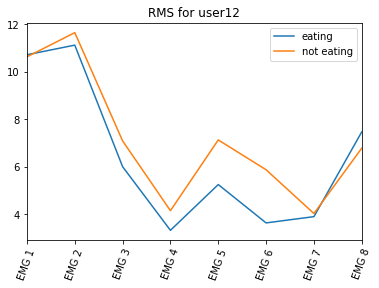 RMS for user12
12
10
8
6
4
eating
not eating
EMG 1
EMG 2
EMG 3
EMG 4
EMG 5
EMG 6
EMG 7
EMG 8